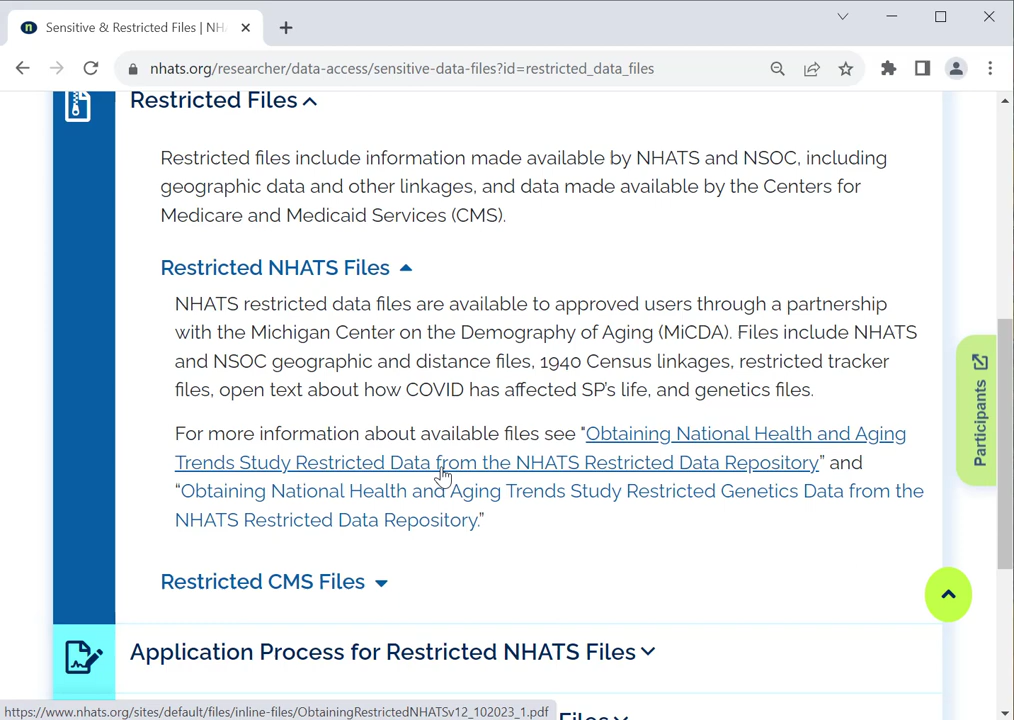 Sensitive & Restricted Files | NH
nhats.org/researcher/data-access/sensitive-data-files?id=restricted_data_files
Restricted Files
Restricted files include information made available by NHATS and NSOC, including
geographic data and other linkages, and data made available by the Centers for
Medicare and Medicaid Services (CMS).
Restricted NHATS Files
NHATS restricted data files are available to approved users through a partnership
with the Michigan Center on the Demography of Aging (MiCDA). Files include NHATS
and NSOC geographic and distance files, 1940 Census linkages, restricted tracker
files, open text about how COVID has affected SP’s life, and genetics files.
For more information about available files see “Obtaining National Health and Aging
Trends Study Restricted Data from the NHATS Restricted Data Repository” and
“Obtaining National Health and Aging Trends Study Restricted Genetics Data from the
NHATS Restricted Data Repository.”
Restricted CMS Files
Participants
Application Process for Restricted NHATS Files
Files
https://www.nhats.org/sites/default/files/inline-files/ObtainingRestrictedNHATSv12_102023_1.pdf